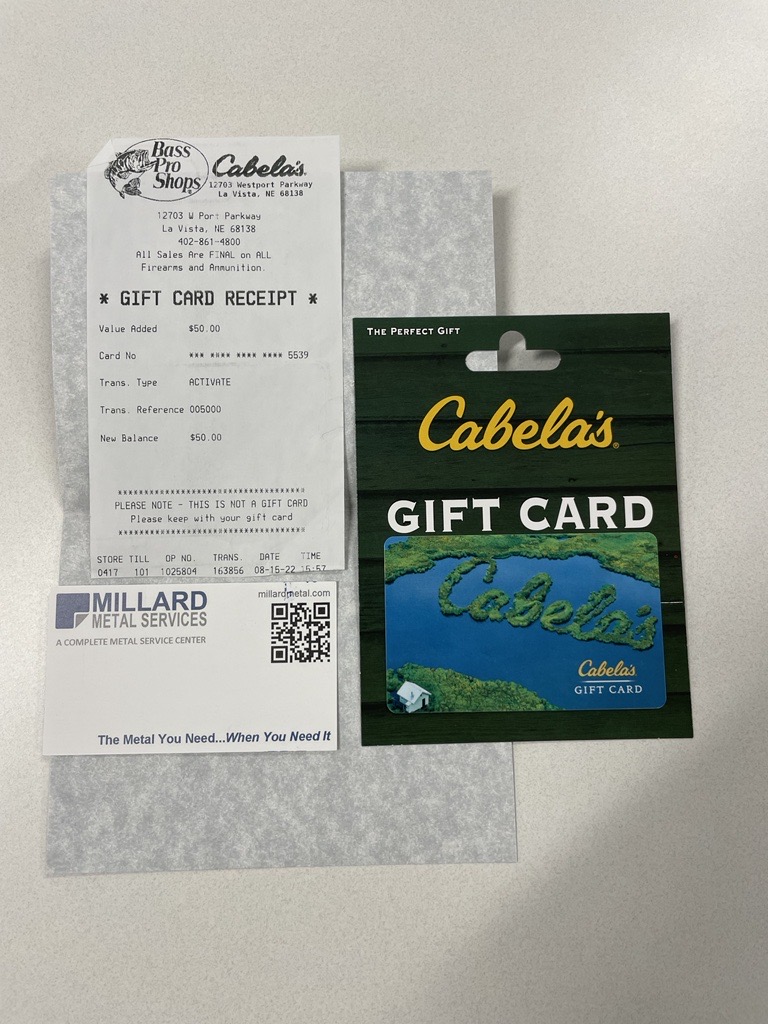 Bass
Pro
Shops
Cabela's
12703 Westport Parkway
La Vista, NE 68138
12703 W Port Parkway
La Vista, NE 68138
402-861-4800
All Sales Are FINAL on ALL
Firearms and Ammunition.
* GIFT CARD RECEIPT *
Value Added $50.00
Card No *** **** **** **** 5539
Trans. Type ACTIVATE
Trans. Reference 005000
New Balance $50.00
***********************************
PLEASE NOTE - THIS IS NOT A GIFT CARD
Please keep with your gift card
***********************************
STORE TILL OP NO. TRANS. DATE TIME
0417 101 1025804 163856 08-15-22 15:57
MILLARD
METAL SERVICES
A COMPLETE METAL SERVICE CENTER
millardmetal.com
The Metal You Need...When You Need It
THE PERFECT GIFT
Cabela's®
GIFT CARD
Cabela's
Cabela's
GIFT CARD